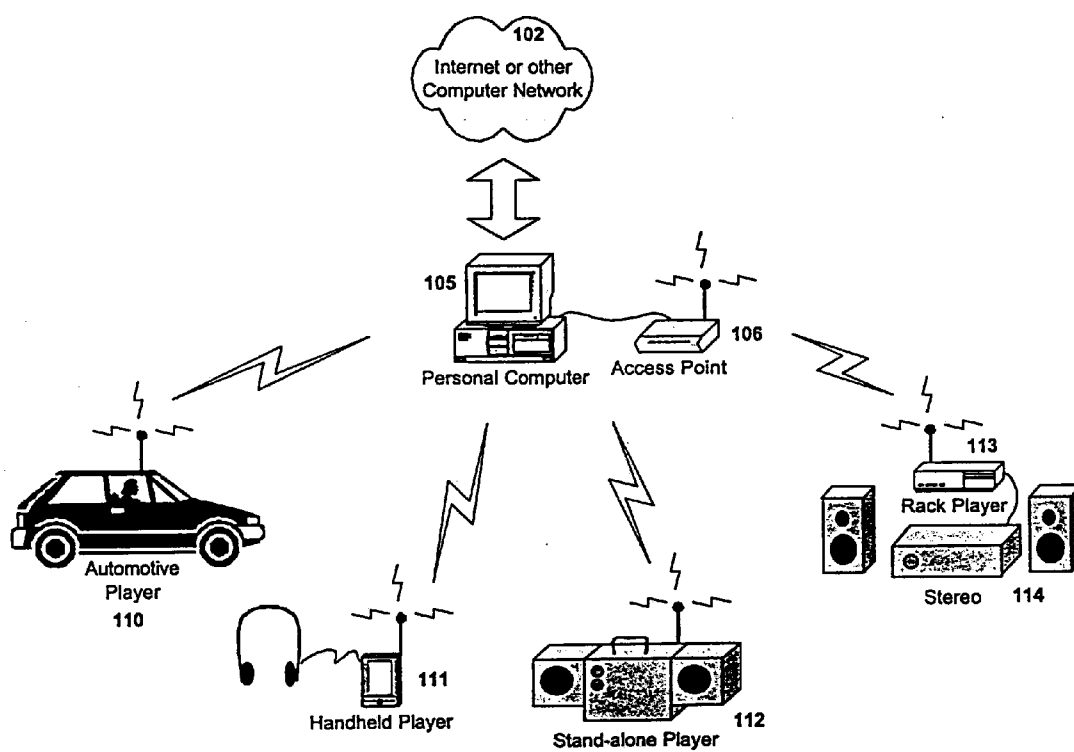 102
Internet or other
Computer Network
105
106
Personal Computer
Access Point
113
Rack Player
Automotive
Player
110
Stereo
114
111
Handheld Player
112
Stand-alone Player